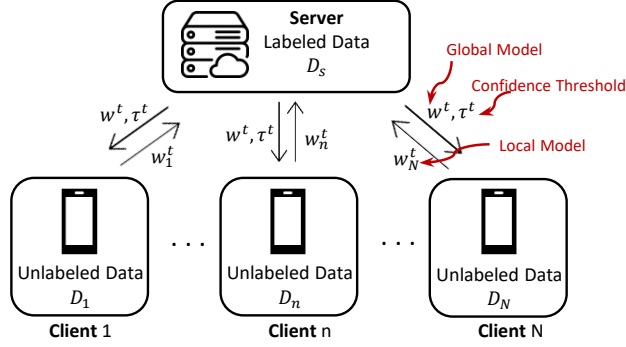 Server
Labeled Data
D_s
Global Model
Confidence Threshold
w^t, τ^t
w_1^t
w^t, τ^t
w_n^t
w^t, τ^t
w_N^t
Local Model
Unlabeled Data
D_1
Client 1
. . .
Unlabeled Data
D_n
Client n
. . .
Unlabeled Data
D_N
Client N